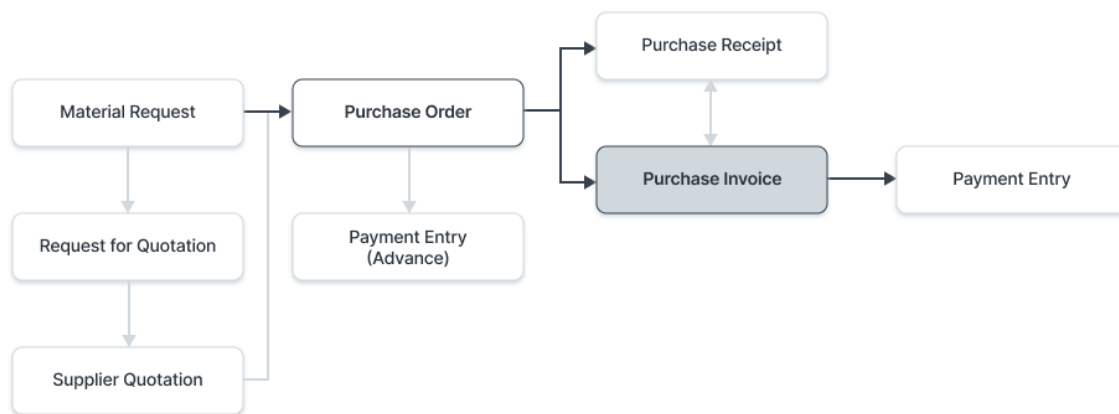 Purchase Receipt
Material Request
Purchase Order
Purchase Invoice
Payment Entry
Request for Quotation
Payment Entry
(Advance)
Supplier Quotation